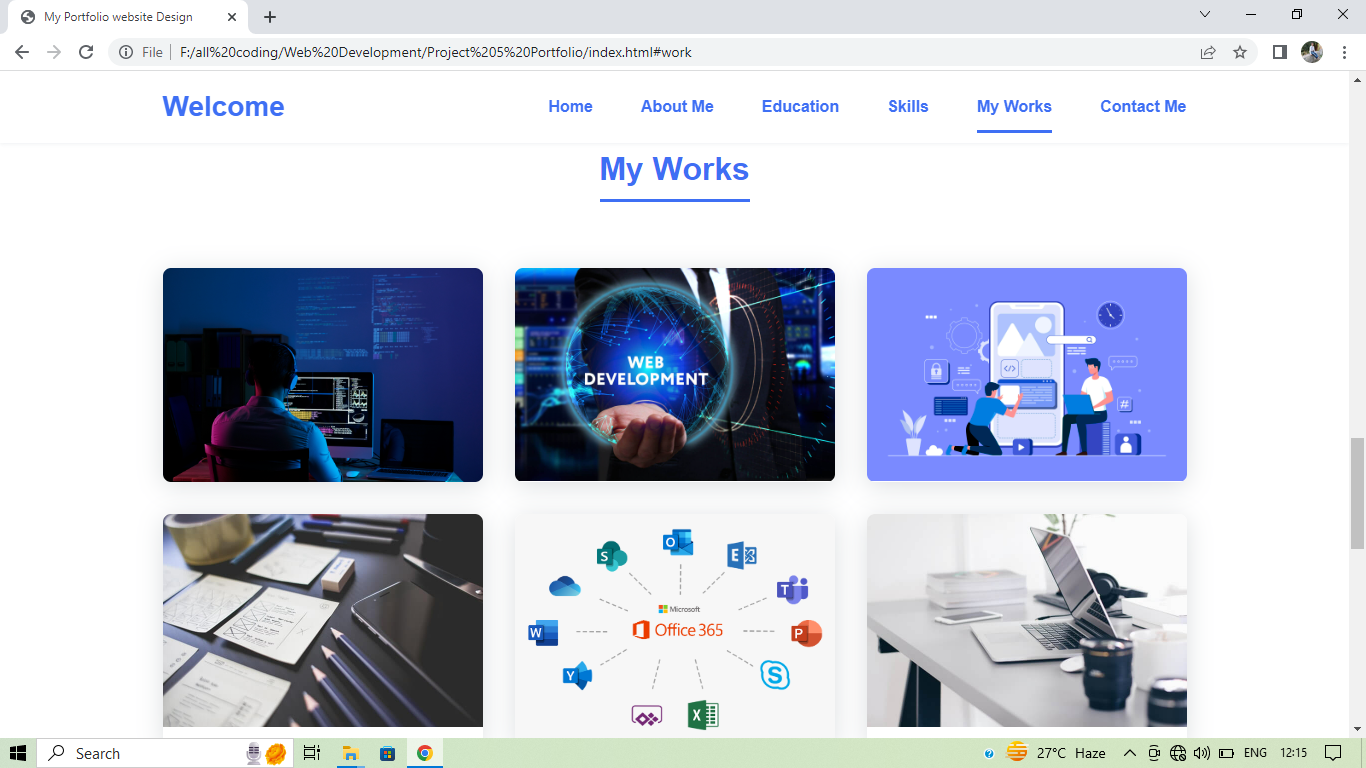 My Portfolio website Design
File
F:/all%20coding/Web%20Development/Project%205%20Portfolio/index.html#work
Welcome
Home
About Me
Education
Skills
My Works
Contact Me
My Works
WEB
DEVELOPMENT
Microsoft
Office 365
Search
27°C Haze
ENG
12:15